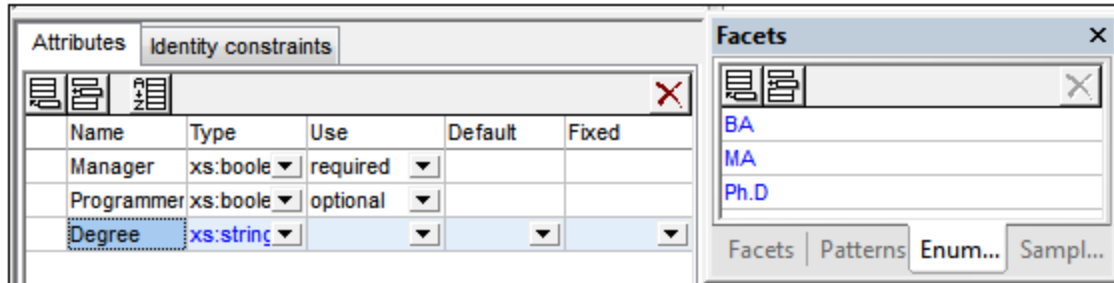 Attributes Identity constraints
Name Type Use Default Fixed
Manager xs:boole required
Programmer xs:boole optional
Degree xs:string
Facets
BA
MA
Ph.D
Facets Patterns Enum... Sampl...